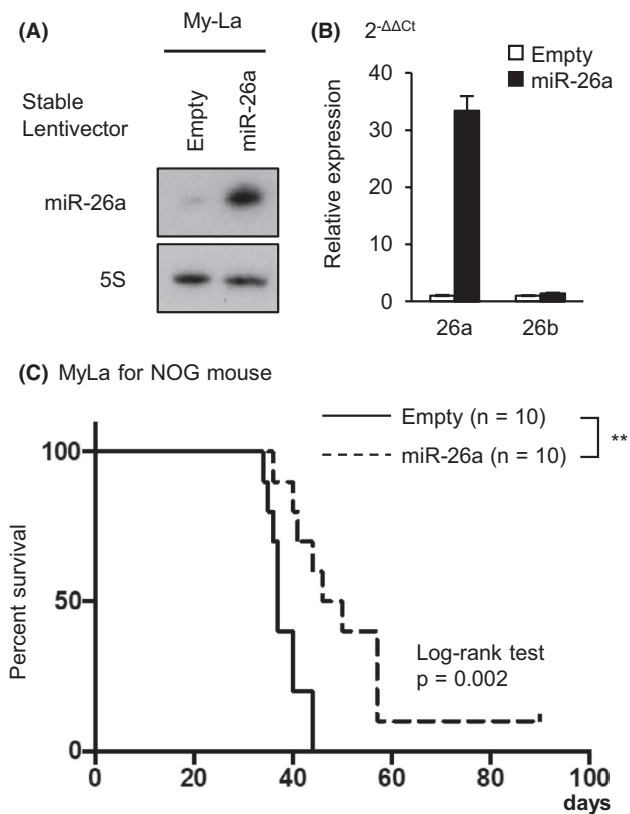 (A)
My-La
Stable
Lentivector
Empty
miR-26a
miR-26a
5S
(B) 2-ΔΔCt
Empty
miR-26a
Relative expression
40
30
20
10
0
26a 26b
(C) MyLa for NOG mouse
Empty (n = 10)
miR-26a (n = 10)
**
Percent survival
100
50
0
Log-rank test
p = 0.002
0 20 40 60 80 100
days